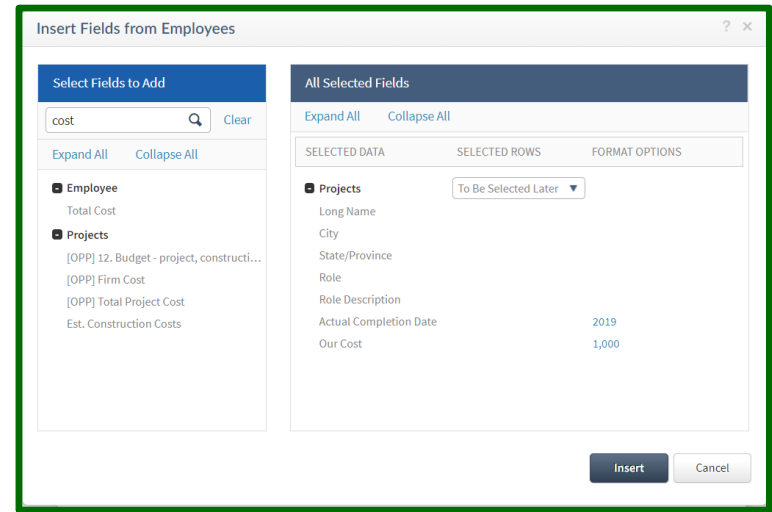 Insert Fields from Employees
? ×
Select Fields to Add
cost
Clear
Expand All Collapse All
Employee
Total Cost
Projects
[OPP] 12. Budget - project, constructi...
[OPP] Firm Cost
[OPP] Total Project Cost
Est. Construction Costs
All Selected Fields
Expand All Collapse All
SELECTED DATA SELECTED ROWS FORMAT OPTIONS
Projects To Be Selected Later
Long Name
City
State/Province
Role
Role Description
Actual Completion Date 2019
Our Cost 1,000
Insert Cancel